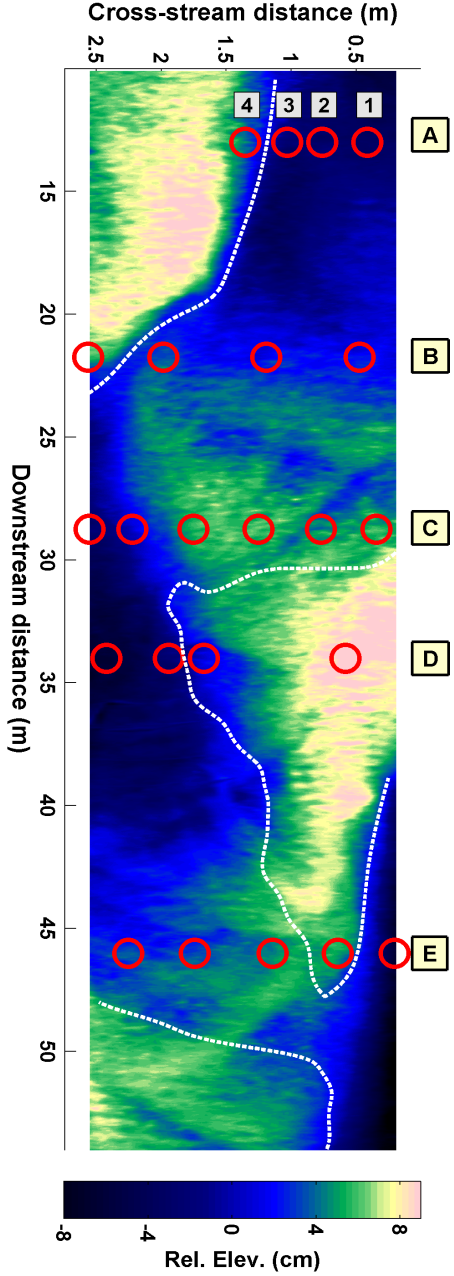 Cross-stream distance (m)
2.5 2 1.5 1 0.5
4 3 2 1
A
15
20
B
25
C
30
D
35
40
45
E
50
Downstream distance (m)
-8 -4 0 4 8
Rel. Elev. (cm)